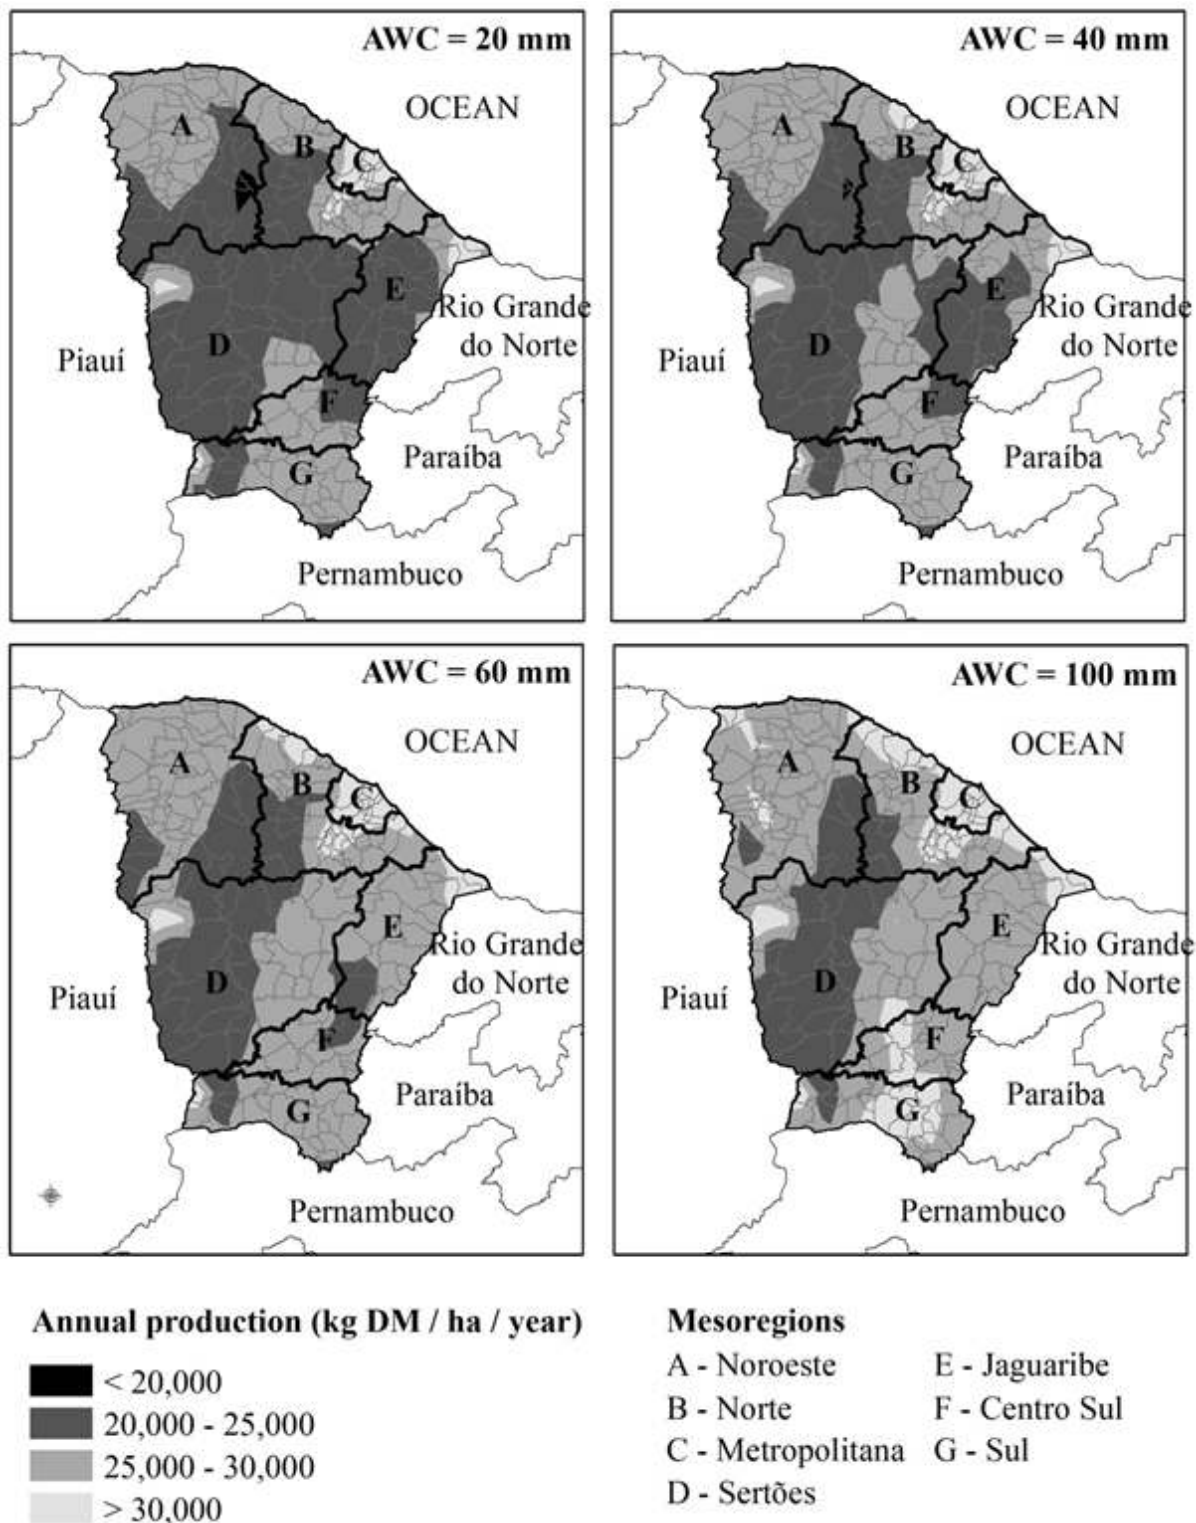 AWC = 20 mm
OCEAN
A
B
C
D
E
F
G
Rio Grande
do Norte
Piauí
Paraíba
Pernambuco
AWC = 40 mm
OCEAN
A
B
C
D
E
F
G
Rio Grande
do Norte
Piauí
Paraíba
Pernambuco
AWC = 60 mm
OCEAN
A
B
C
D
E
F
G
Rio Grande
do Norte
Piauí
Paraíba
Pernambuco
AWC = 100 mm
OCEAN
A
B
C
D
E
F
G
Rio Grande
do Norte
Piauí
Paraíba
Pernambuco
Annual production (kg DM / ha / year)
< 20,000
20,000 - 25,000
25,000 - 30,000
> 30,000
Mesoregions
A - Noroeste
B - Norte
C - Metropolitana
D - Sertões
E - Jaguaribe
F - Centro Sul
G - Sul